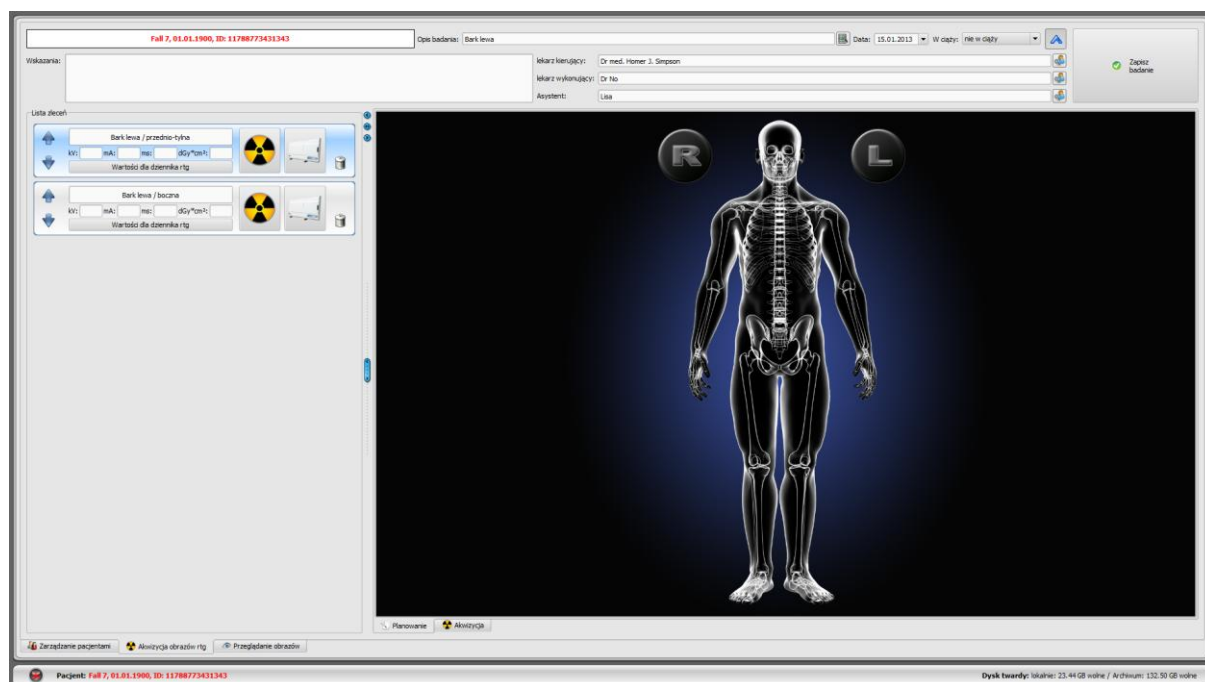 Fall 7, 01.01.1900, ID: 11788773431343
Opis badania: Bark lewa
Data: 15.01.2013
W ciąży: nie w ciąży
Wskazania:
lekarz kierujący: Dr med. Homer J. Simpson
lekarz wykonujący: Dr No
Asystent: Lisa
Zapisz
badanie
Lista zleceń
Bark lewa / przednio-tylna
kV: mA: ms: dGy*cm²:
Wartości dla dziennika rtg
Bark lewa / boczna
kV: mA: ms: dGy*cm²:
Wartości dla dziennika rtg
R
L
Planowanie
Akwizycja
Zarządzanie pacjentami
Akwizycja obrazów rtg
Przeglądanie obrazów
Pacjent: Fall 7, 01.01.1900, ID: 11788773431343
Dysk twardy: lokalnie: 23.44 GB wolne / Archiwum: 132.50 GB wolne